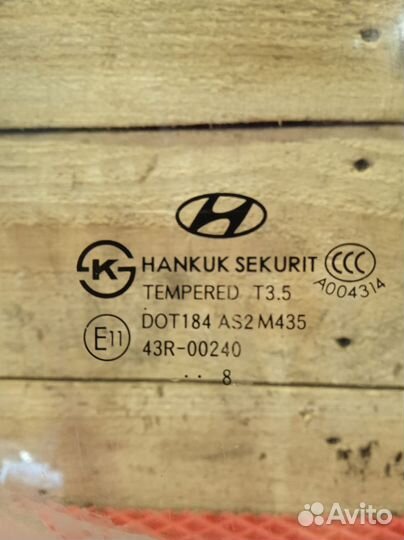 HANKUK SEKURIT CCC
A004314
TEMPERED T3.5
DOT184 AS2 M435
E11 43R-00240
.. 8
Avito